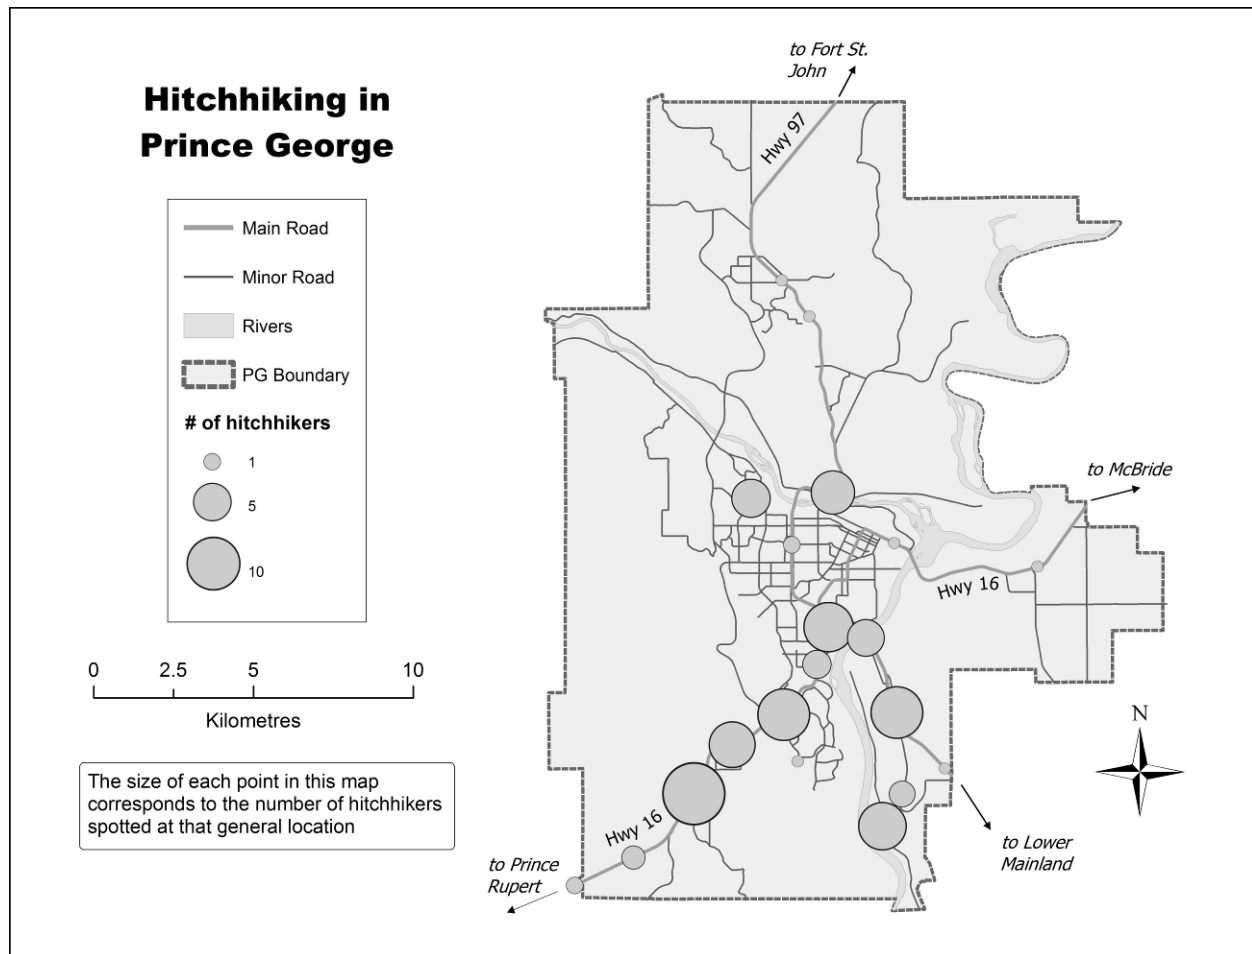 Hitchhiking in
Prince George
Main Road
Minor Road
Rivers
PG Boundary
# of hitchhikers
1
5
10
0 2.5 5 10
Kilometres
The size of each point in this map
corresponds to the number of hitchhikers
spotted at that general location
to Fort St.
John
Hwy 97
to McBride
Hwy 16
N
Hwy 16
to Prince
Rupert
to Lower
Mainland